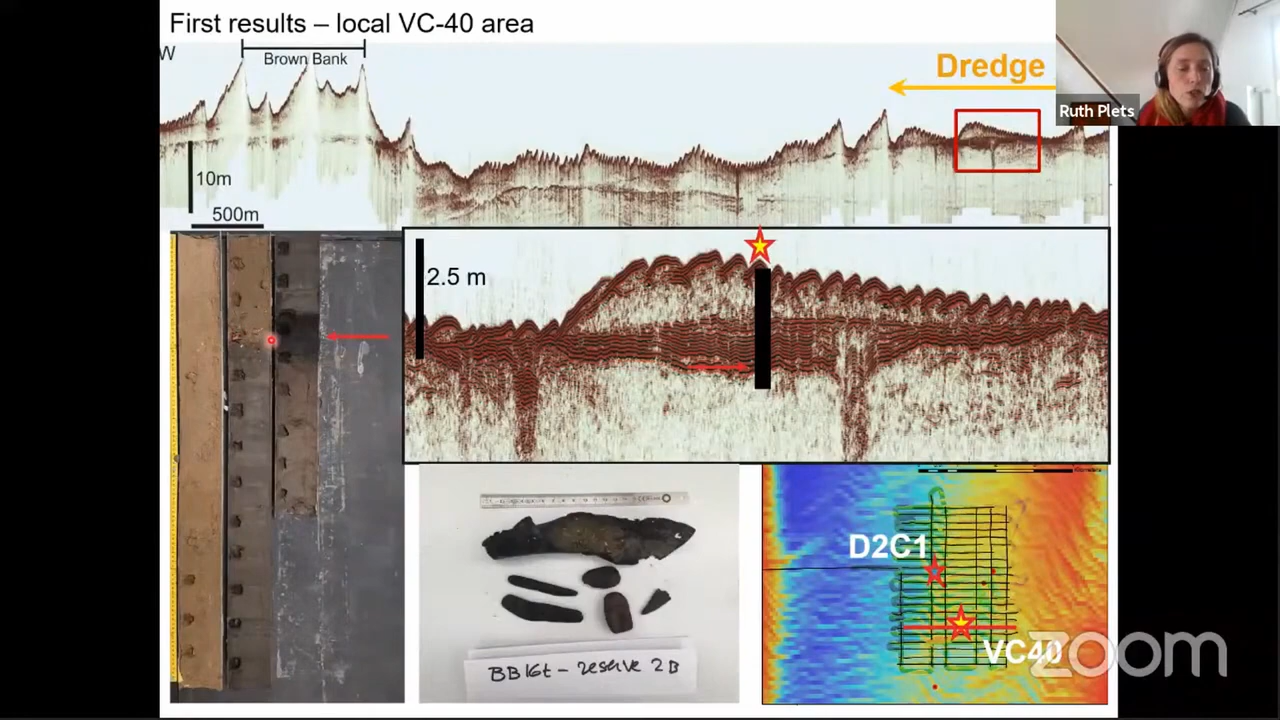 First results – local VC-40 area
W
Brown Bank
Dredge
Ruth Plets
10m
500m
2.5 m
D2C1
BB16t - reserve 2B
VC40
zoom